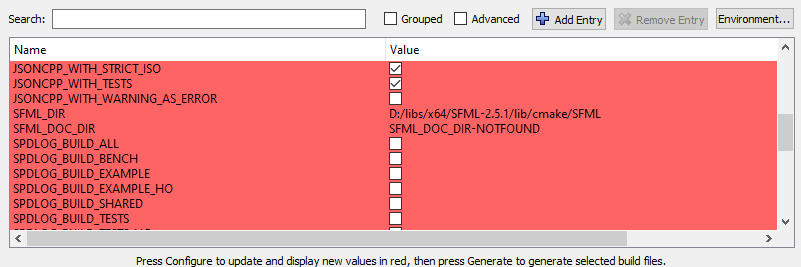 Search: Grouped Advanced Add Entry Remove Entry Environment...
Name Value
JSONCPP_WITH_STRICT_ISO
JSONCPP_WITH_TESTS
JSONCPP_WITH_WARNING_AS_ERROR
SFML_DIR D:/libs/x64/SFML-2.5.1/lib/cmake/SFML
SFML_DOC_DIR SFML_DOC_DIR-NOTFOUND
SPDLOG_BUILD_ALL
SPDLOG_BUILD_BENCH
SPDLOG_BUILD_EXAMPLE
SPDLOG_BUILD_EXAMPLE_HO
SPDLOG_BUILD_SHARED
SPDLOG_BUILD_TESTS
Press Configure to update and display new values in red, then press Generate to generate selected build files.